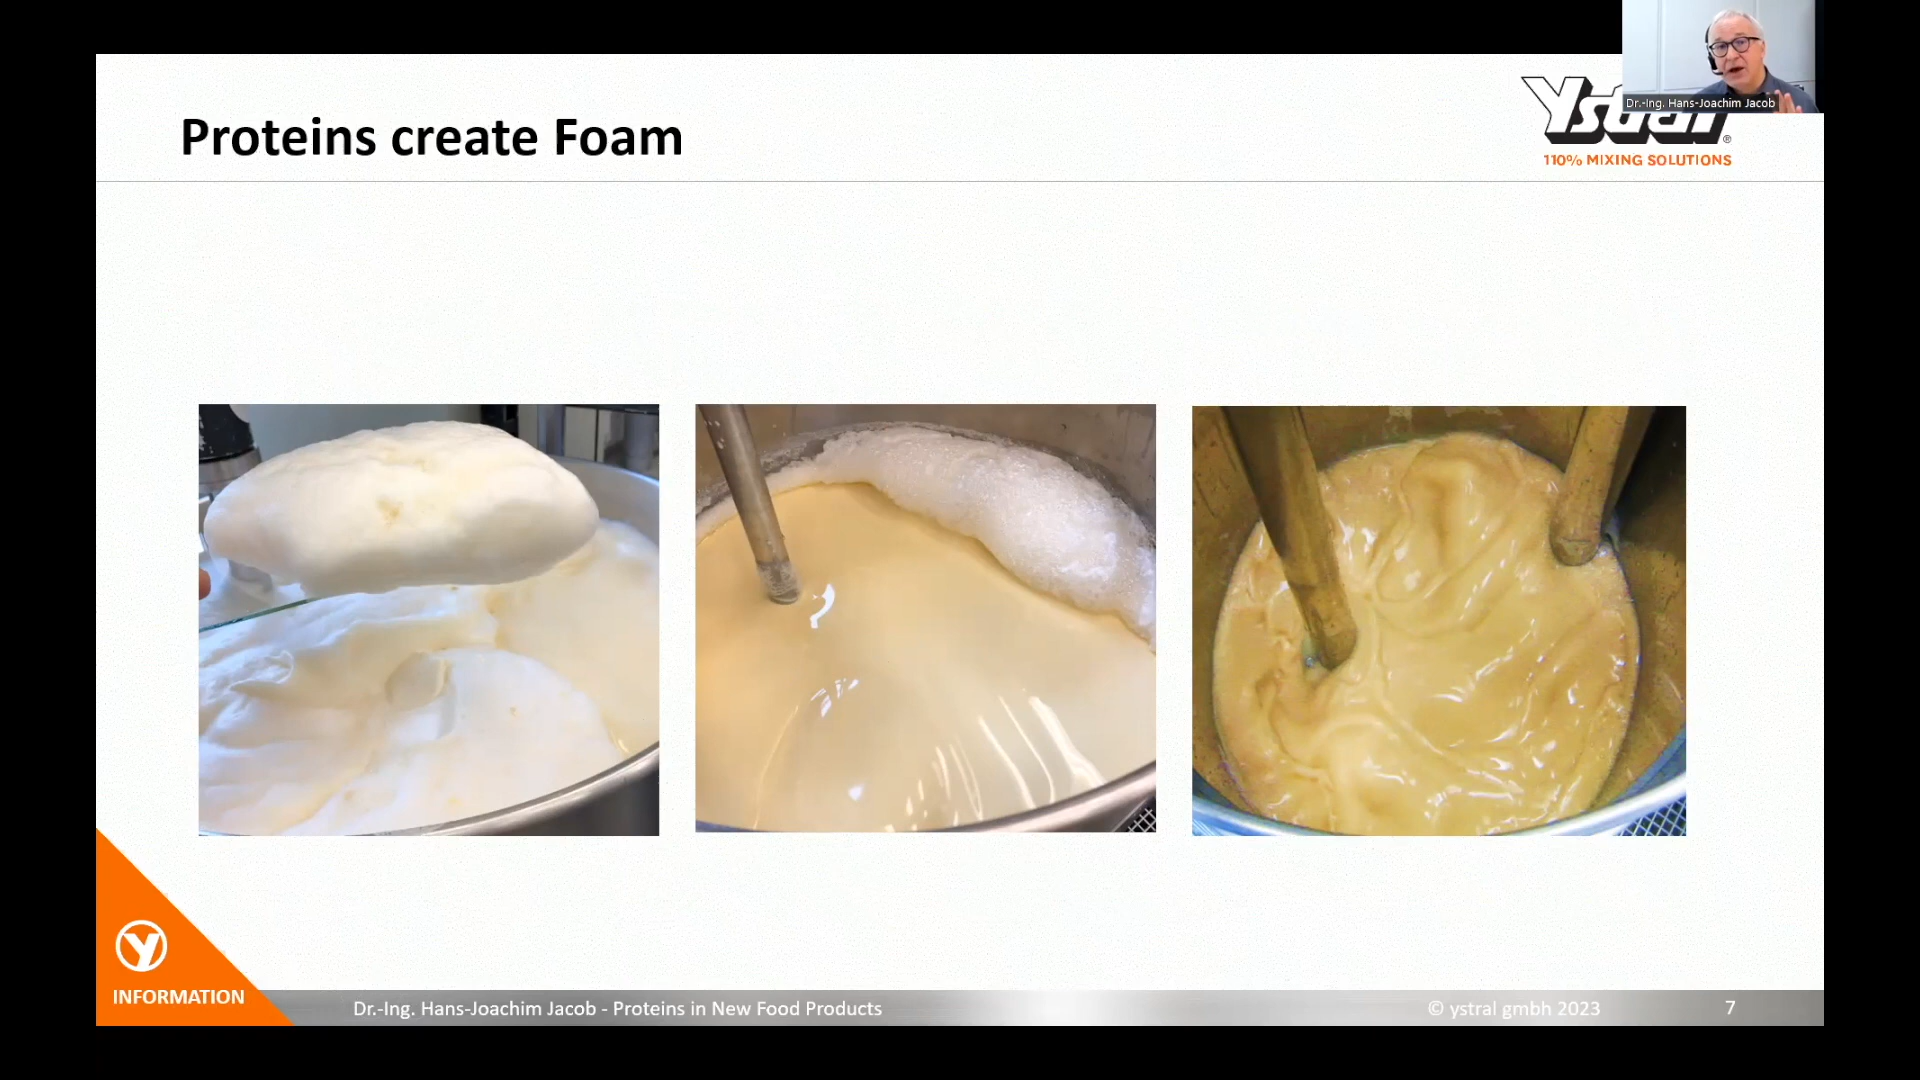 Proteins create Foam
Dr.-Ing. Hans-Joachim Jacob
Ystral
®
110% MIXING SOLUTIONS
INFORMATION
Dr.-Ing. Hans-Joachim Jacob - Proteins in New Food Products
© ystral gmbh 2023
7